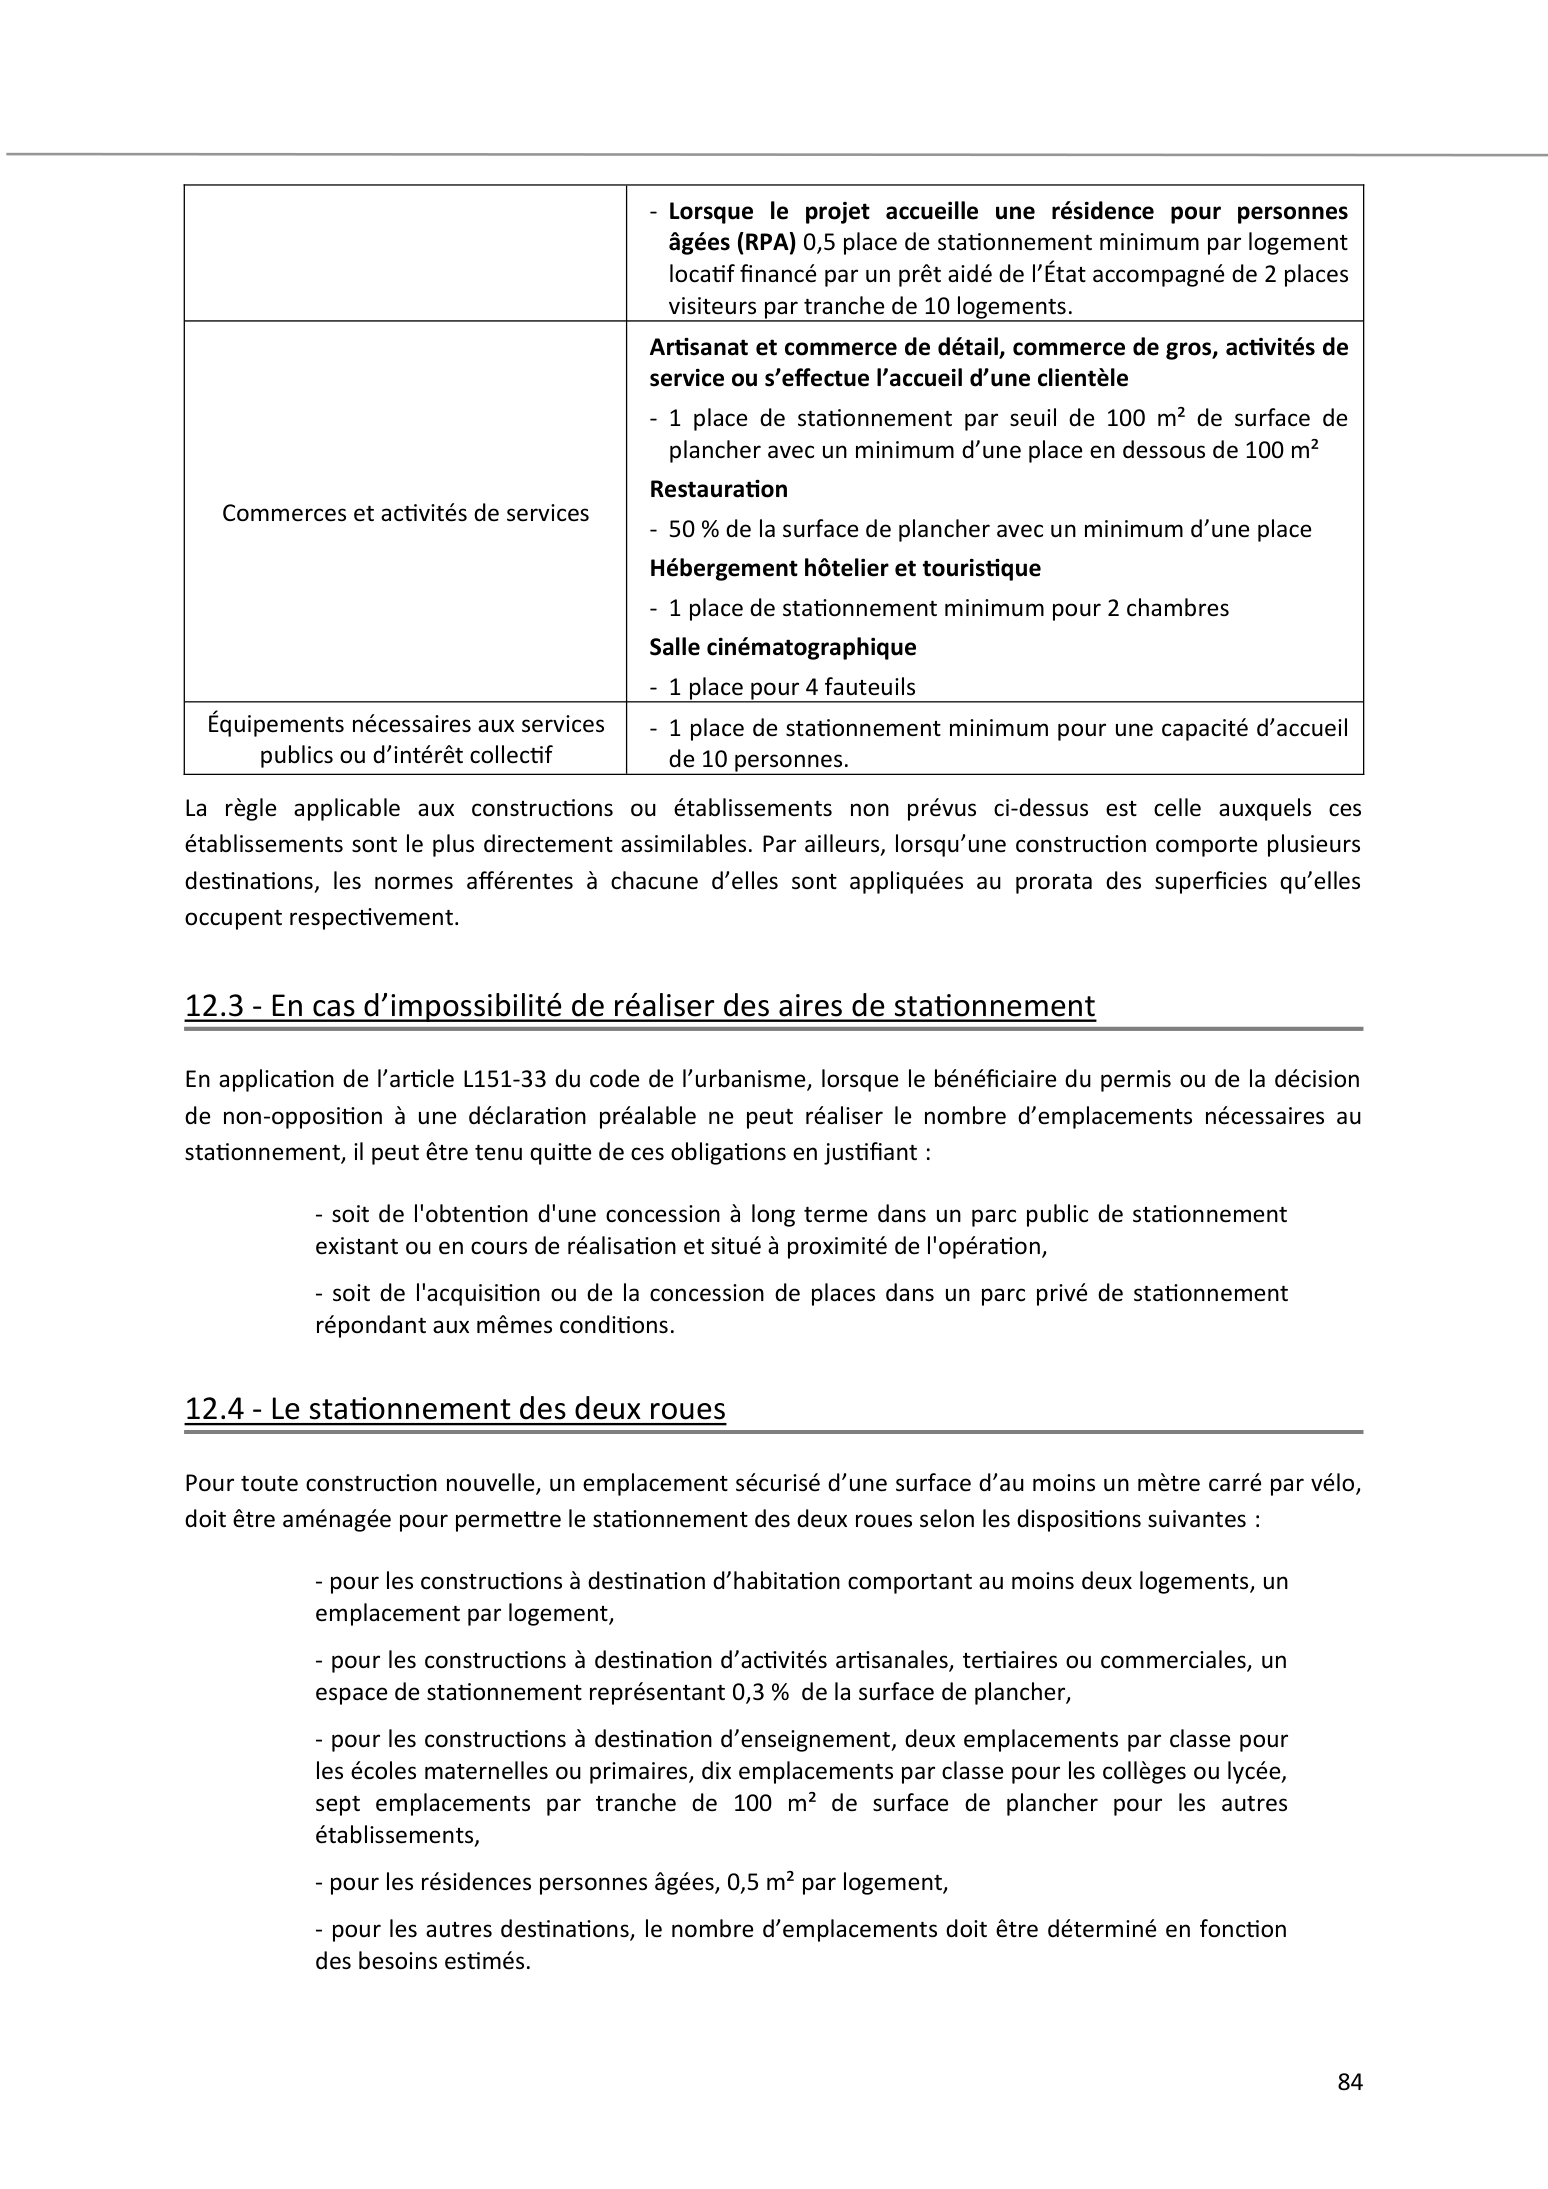 - Lorsque le projet accueille une résidence pour personnes
âgées (RPA) 0,5 place de stationnement minimum par logement
locatif financé par un prêt aidé de l’État accompagné de 2 places
visiteurs par tranche de 10 logements.
Commerces et activités de services
Artisanat et commerce de détail, commerce de gros, activités de
service ou s’effectue l’accueil d’une clientèle
- 1 place de stationnement par seuil de 100 m² de surface de
plancher avec un minimum d’une place en dessous de 100 m²
Restauration
- 50 % de la surface de plancher avec un minimum d’une place
Hébergement hôtelier et touristique
- 1 place de stationnement minimum pour 2 chambres
Salle cinématographique
- 1 place pour 4 fauteuils
Équipements nécessaires aux services
publics ou d’intérêt collectif
- 1 place de stationnement minimum pour une capacité d’accueil
de 10 personnes.
La règle applicable aux constructions ou établissements non prévus ci-dessus est celle auxquels ces
établissements sont le plus directement assimilables. Par ailleurs, lorsqu’une construction comporte plusieurs
destinations, les normes afférentes à chacune d’elles sont appliquées au prorata des superficies qu’elles
occupent respectivement.
12.3 - En cas d’impossibilité de réaliser des aires de stationnement
En application de l’article L151-33 du code de l’urbanisme, lorsque le bénéficiaire du permis ou de la décision
de non-opposition à une déclaration préalable ne peut réaliser le nombre d’emplacements nécessaires au
stationnement, il peut être tenu quitte de ces obligations en justifiant :
- soit de l'obtention d'une concession à long terme dans un parc public de stationnement
existant ou en cours de réalisation et situé à proximité de l'opération,
- soit de l'acquisition ou de la concession de places dans un parc privé de stationnement
répondant aux mêmes conditions.
12.4 - Le stationnement des deux roues
Pour toute construction nouvelle, un emplacement sécurisé d’une surface d’au moins un mètre carré par vélo,
doit être aménagée pour permettre le stationnement des deux roues selon les dispositions suivantes :
- pour les constructions à destination d’habitation comportant au moins deux logements, un
emplacement par logement,
- pour les constructions à destination d’activités artisanales, tertiaires ou commerciales, un
espace de stationnement représentant 0,3 % de la surface de plancher,
- pour les constructions à destination d’enseignement, deux emplacements par classe pour
les écoles maternelles ou primaires, dix emplacements par classe pour les collèges ou lycée,
sept emplacements par tranche de 100 m² de surface de plancher pour les autres
établissements,
- pour les résidences personnes âgées, 0,5 m² par logement,
- pour les autres destinations, le nombre d’emplacements doit être déterminé en fonction
des besoins estimés.
84